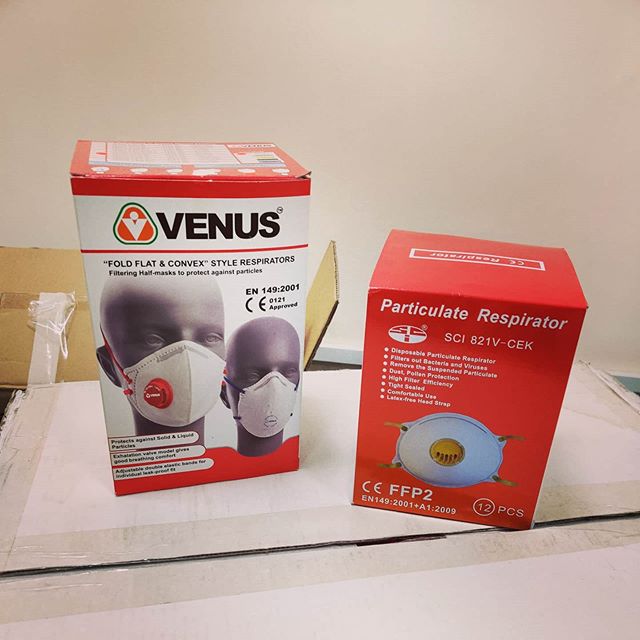 VENUS
"FOLD FLAT & CONVEX" STYLE RESPIRATORS
Filtering Half-masks to protect against particles
EN 149:2001
CE 0121
Approved
VENUS
Protects against Solid & Liquid
Particles
Exhalation valve model gives
good breathing comfort
Adjustable double elastic bands for
individual leak-proof fit
CE Respirator
Particulate Respirator
SCI 821V-CEK
Disposable Particulate Respirator
Filters out Bacteria and Viruses
Remove the Suspended Particulate
Dust, Pollen Protection
High Filter Efficiency
Tight Sealed
Comfortable Use
Latex-free Head Strap
CE FFP2
EN149:2001+A1:2009
12 PCS